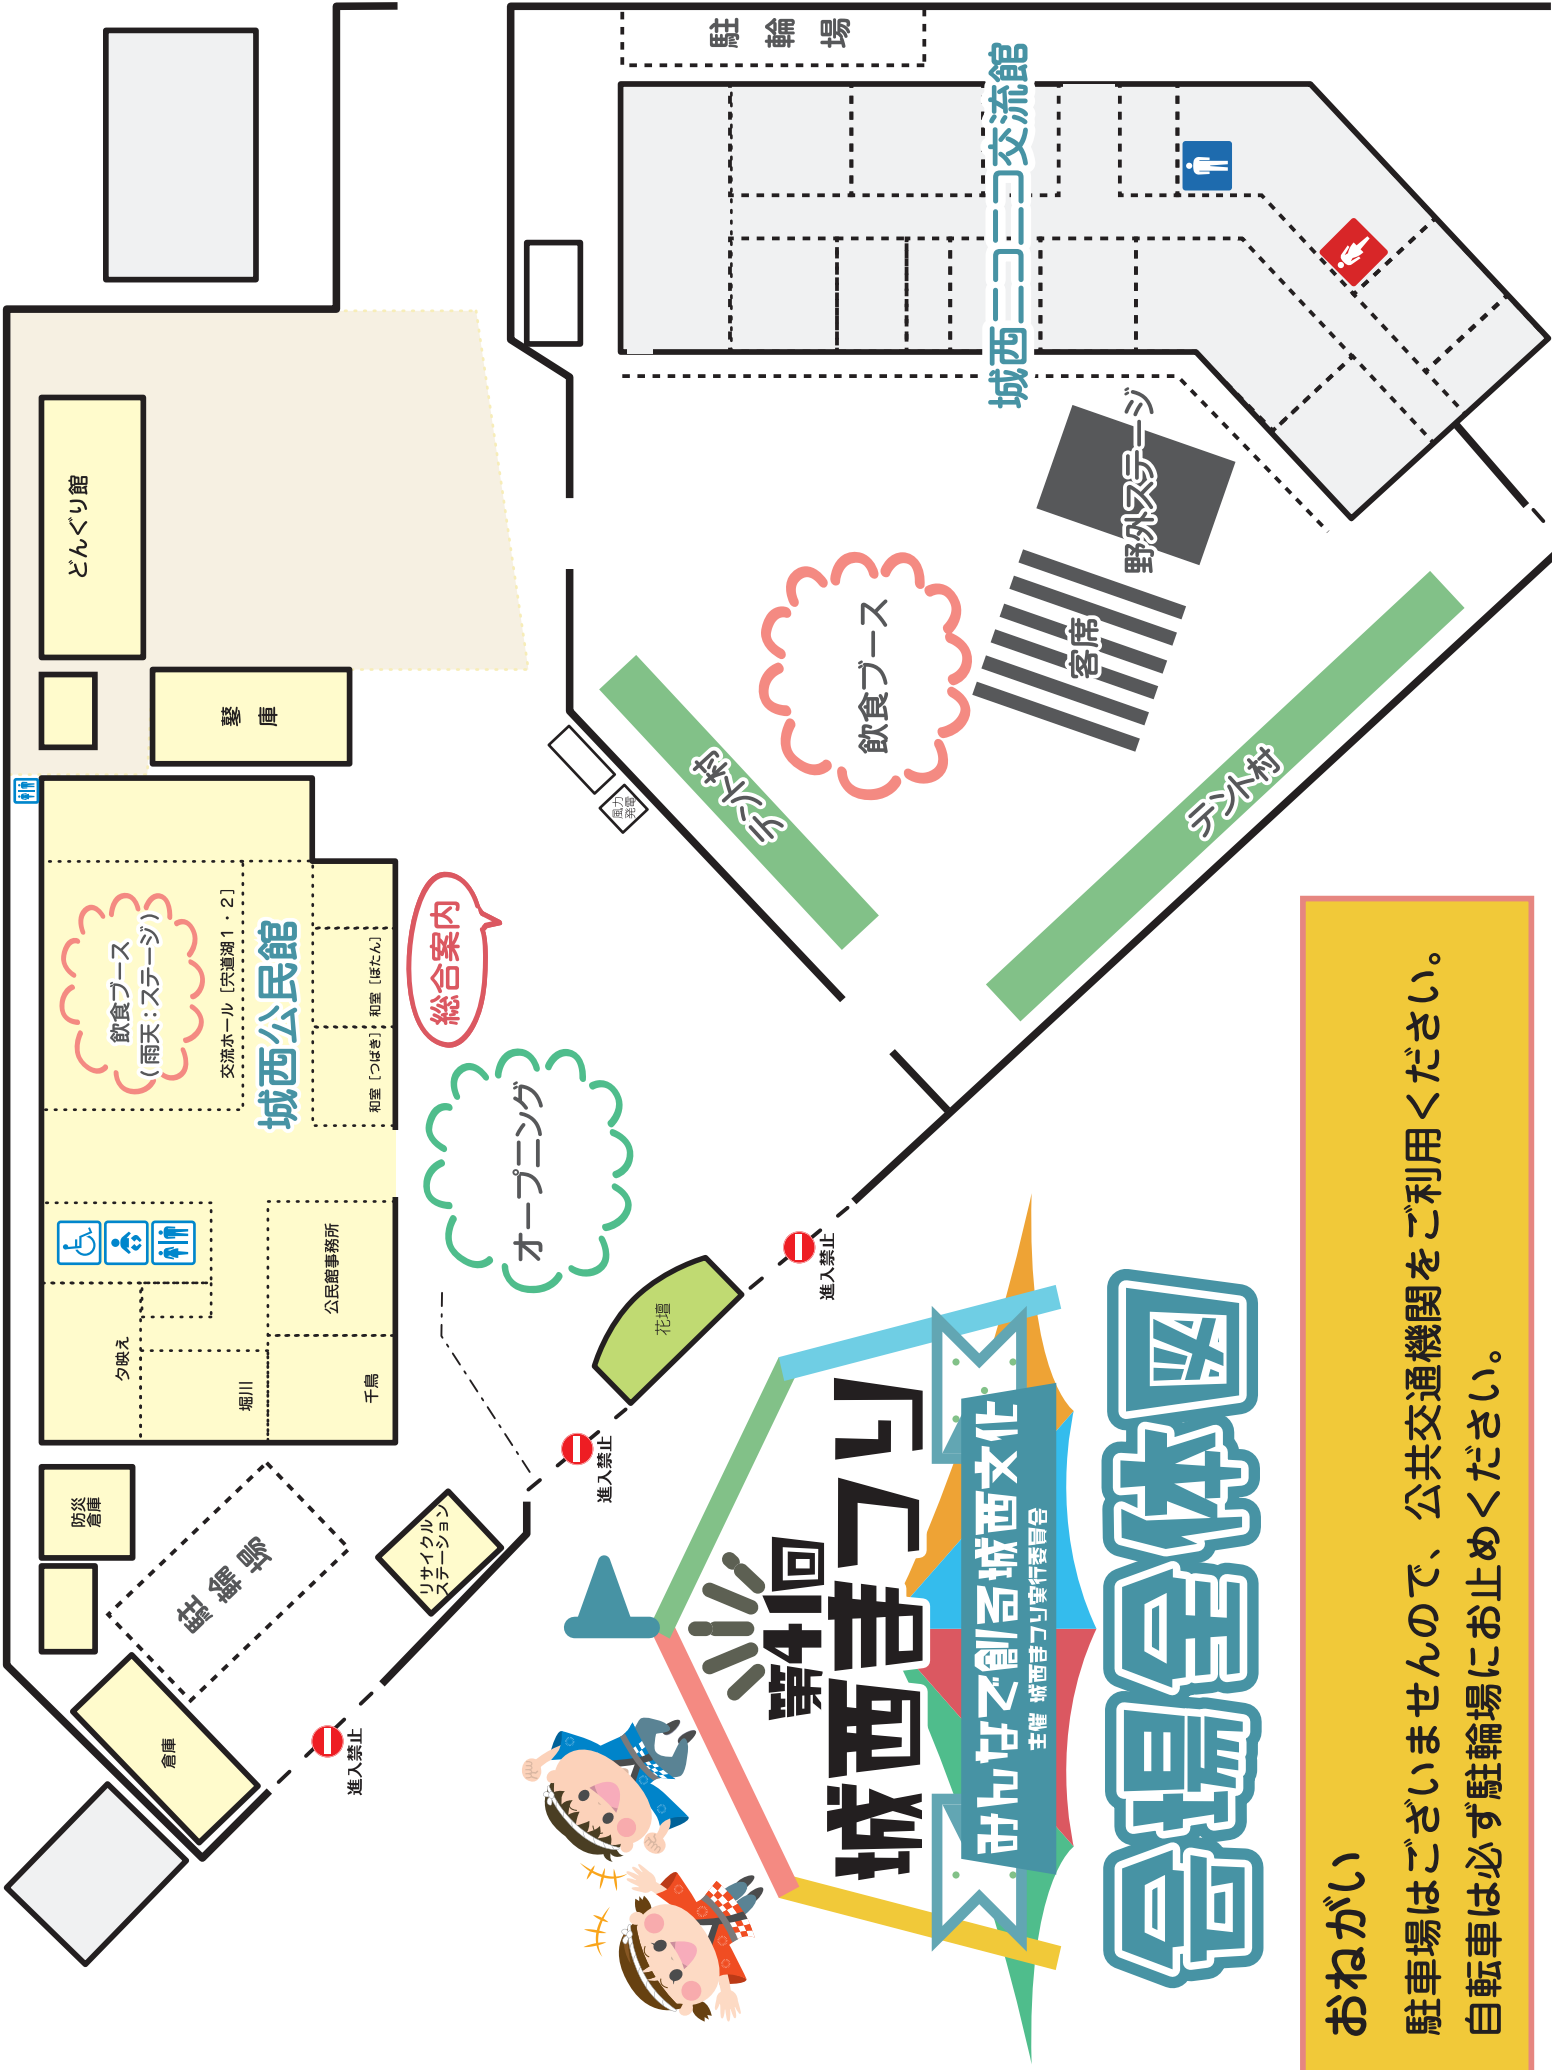 第4回
城西まつり
みんなで創る城西文化
主催 城西まつり実行委員会
会場全体図
おねがい
駐車場はございませんので、公共交通機関をご利用ください。
自転車は必ず駐輪場にお止めください。
倉庫
駐輪場
防災
倉庫
リサイクル
ステーション
進入禁止
進入禁止
進入禁止
夕映え
堀川
千鳥
公民館事務所
花壇
城西公民館
飲食ブース
(雨天：ステージ)
交流ホール［宍道湖1・2］
和室［つばき］
和室［ぼたん］
総合案内
オープニング
鼕庫
どんぐり館
風力
発電
テント村
テント村
飲食ブース
客席
野外ステージ
城西ニコニコ交流館
駐輪場